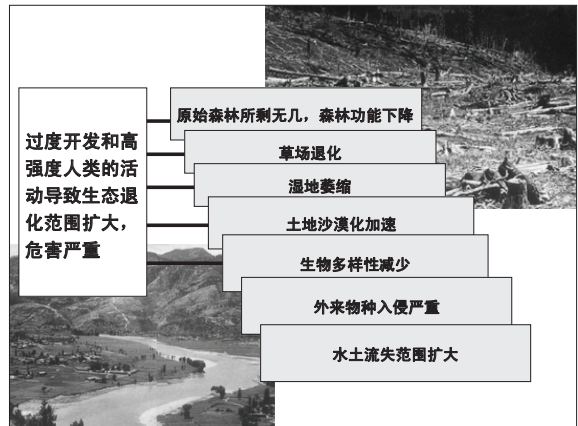 过度开发和高
强度人类的活
动导致生态退
化范围扩大，
危害严重
原始森林所剩无几，森林功能下降
草场退化
湿地萎缩
土地沙漠化加速
生物多样性减少
外来物种入侵严重
水土流失范围扩大